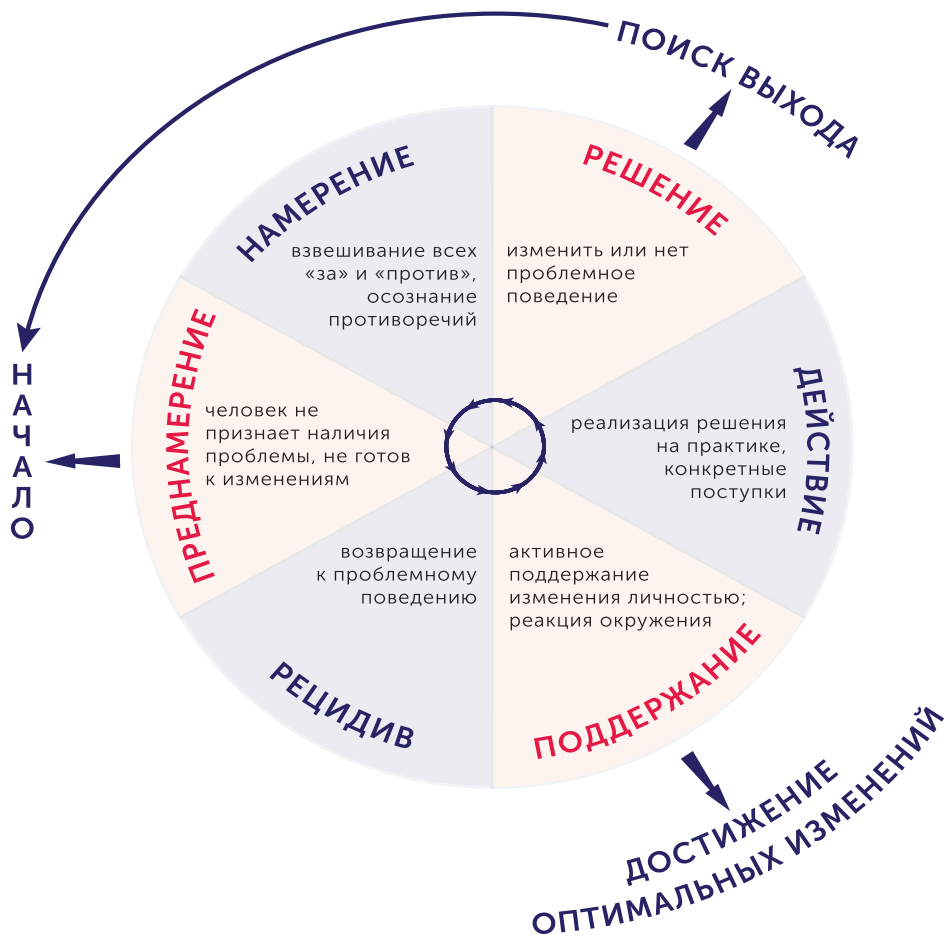 ПОИСК ВЫХОДА
НАМЕРЕНИЕ
взвешивание всех
«за» и «против»,
осознание
противоречий
РЕШЕНИЕ
изменить или нет
проблемное
поведение
НАЧАЛО
ПРЕДНАМЕРЕНИЕ
человек не
признает наличия
проблемы, не готов
к изменениям
ДЕЙСТВИЕ
реализация решения
на практике,
конкретные
поступки
РЕЦИДИВ
возвращение
к проблемному
поведению
ПОДДЕРЖАНИЕ
активное
поддержание
изменения личностью;
реакция окружения
ДОСТИЖЕНИЕ
ОПТИМАЛЬНЫХ ИЗМЕНЕНИЙ